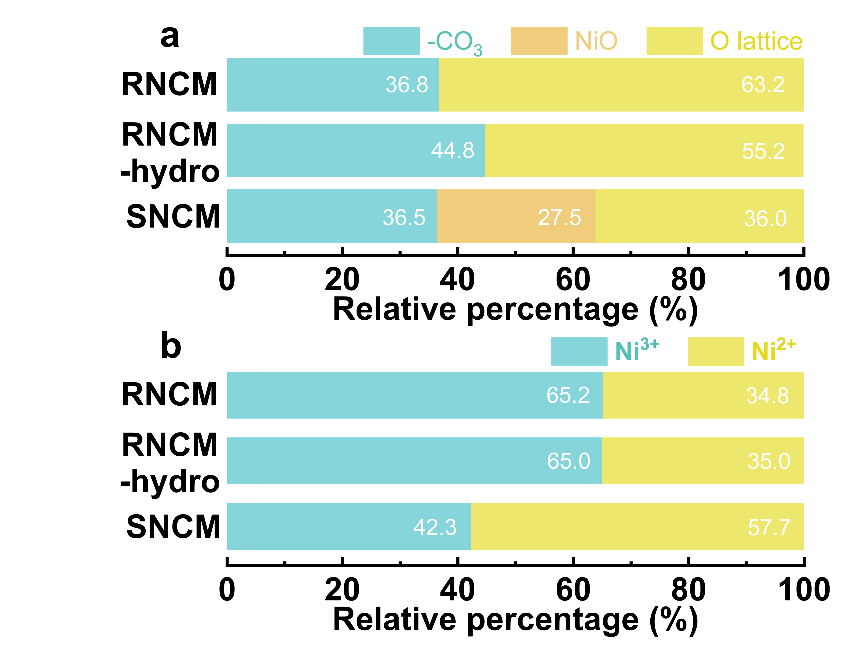 a
-CO₃ NiO O lattice
RNCM 36.8 63.2
RNCM
-hydro 44.8 55.2
SNCM 36.5 27.5 36.0
0 20 40 60 80 100
Relative percentage (%)
b
Ni³⁺ Ni²⁺
RNCM 65.2 34.8
RNCM
-hydro 65.0 35.0
SNCM 42.3 57.7
0 20 40 60 80 100
Relative percentage (%)